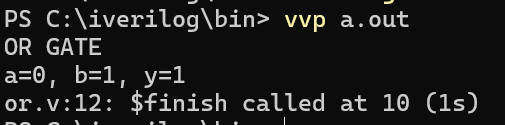 PS C:\iverilog\bin> vvp a.out
OR GATE
a=0, b=1, y=1
or.v:12: $finish called at 10 (1s)